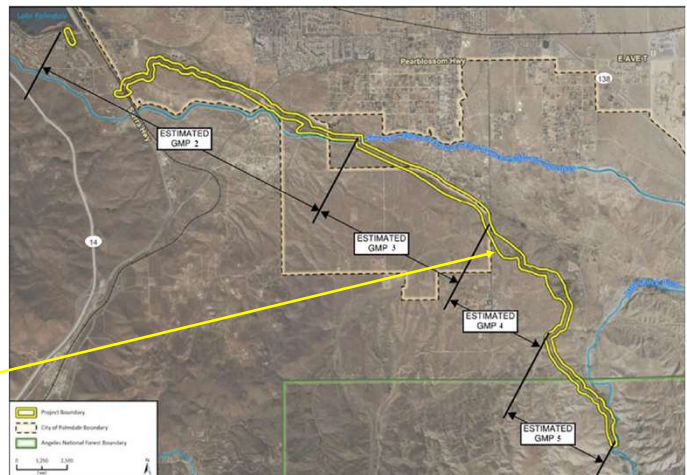 Lake Palmdale
Pearblossom Hwy
E AVE T
138
ESTIMATED
GMP 2
ESTIMATED
GMP 3
14
ESTIMATED
GMP 4
ESTIMATED
GMP 5
Project Boundary
City of Palmdale Boundary
Angeles National Forest Boundary
0 1,250 2,500
Feet
N